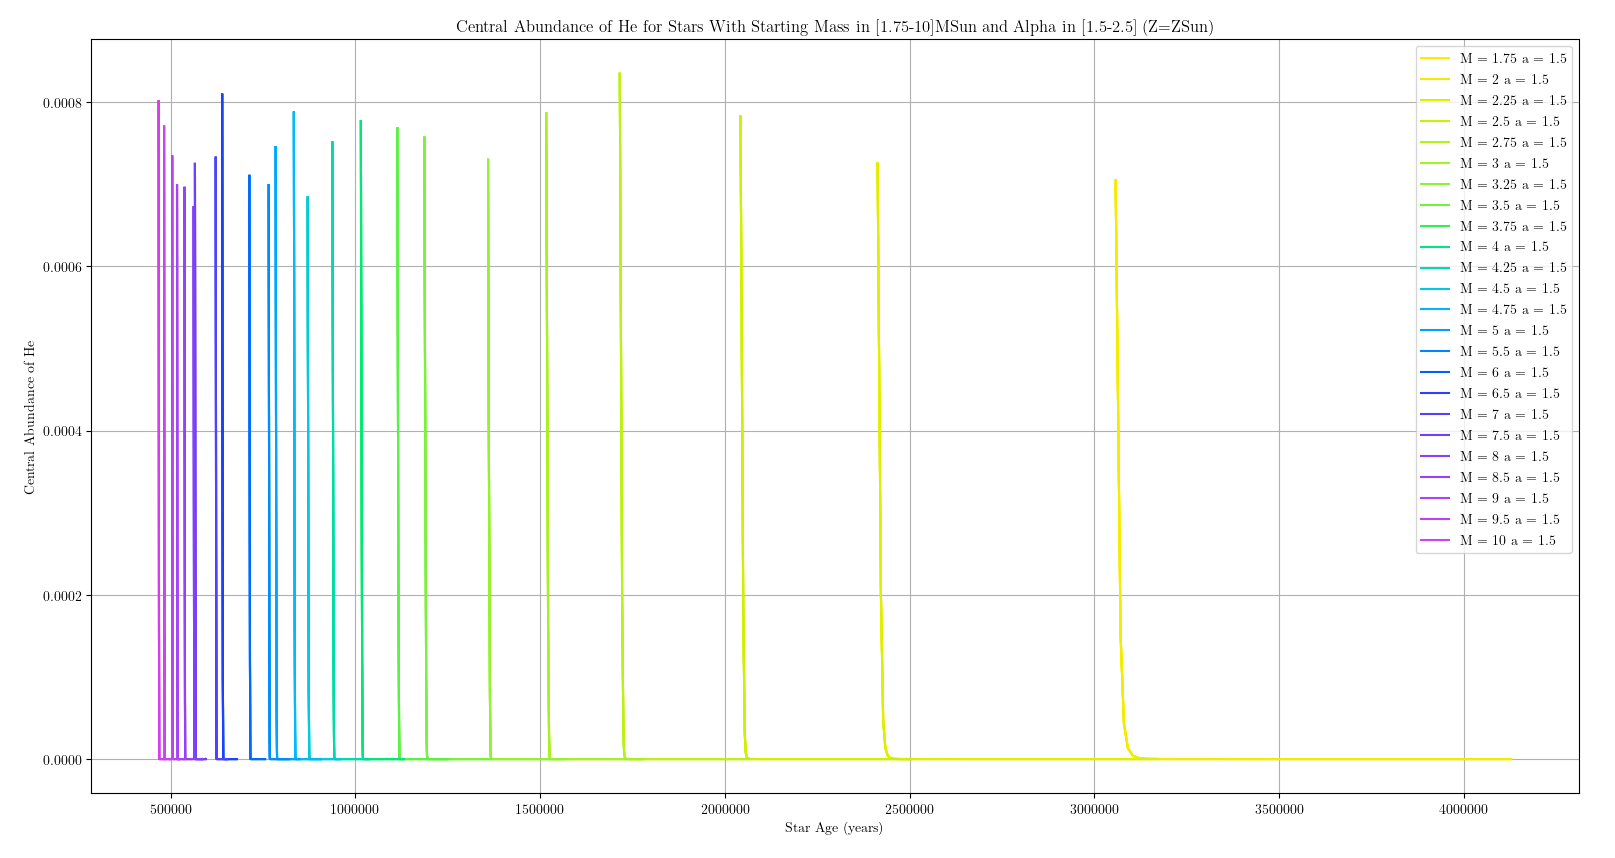 Central Abundance of He for Stars With Starting Mass in [1.75-10]MSun and Alpha in [1.5-2.5] (Z=ZSun)
Central Abundance of He
0.0008
0.0006
0.0004
0.0002
0.0000
M = 1.75 a = 1.5
M = 2 a = 1.5
M = 2.25 a = 1.5
M = 2.5 a = 1.5
M = 2.75 a = 1.5
M = 3 a = 1.5
M = 3.25 a = 1.5
M = 3.5 a = 1.5
M = 3.75 a = 1.5
M = 4 a = 1.5
M = 4.25 a = 1.5
M = 4.5 a = 1.5
M = 4.75 a = 1.5
M = 5 a = 1.5
M = 5.5 a = 1.5
M = 6 a = 1.5
M = 6.5 a = 1.5
M = 7 a = 1.5
M = 7.5 a = 1.5
M = 8 a = 1.5
M = 8.5 a = 1.5
M = 9 a = 1.5
M = 9.5 a = 1.5
M = 10 a = 1.5
500000 1000000 1500000 2000000 2500000 3000000 3500000 4000000
Star Age (years)